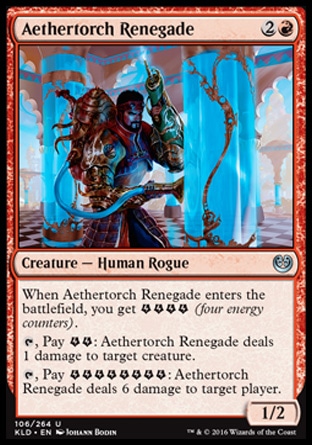 Aethertorch Renegade 2
Creature — Human Rogue
When Aethertorch Renegade enters the
battlefield, you get (four energy
counters).
, Pay : Aethertorch Renegade deals
1 damage to target creature.
, Pay : Aethertorch
Renegade deals 6 damage to target player.
1/2
106/264 U
KLD • EN Johann Bodin
™ & © 2016 Wizards of the Coast